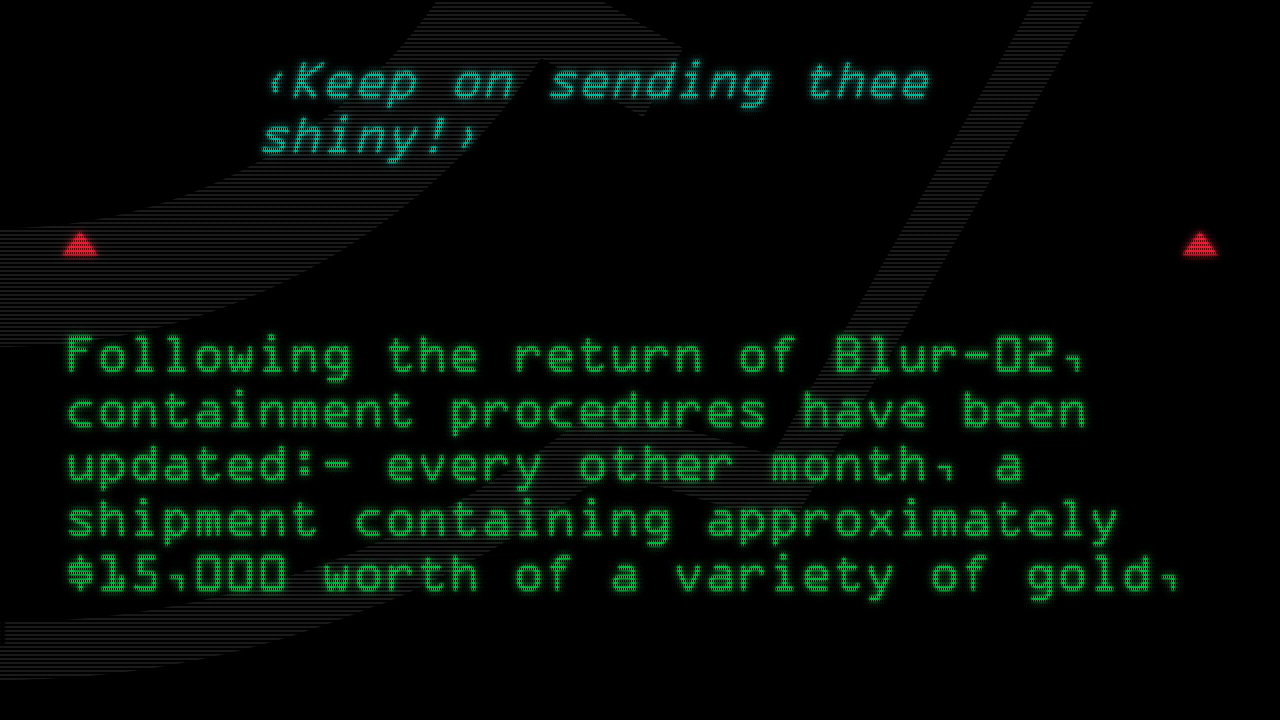 ‹Keep on sending thee
shiny!›
Following the return of Blur-02,
containment procedures have been
updated:- every other month, a
shipment containing approximately
$15,000 worth of a variety of gold,